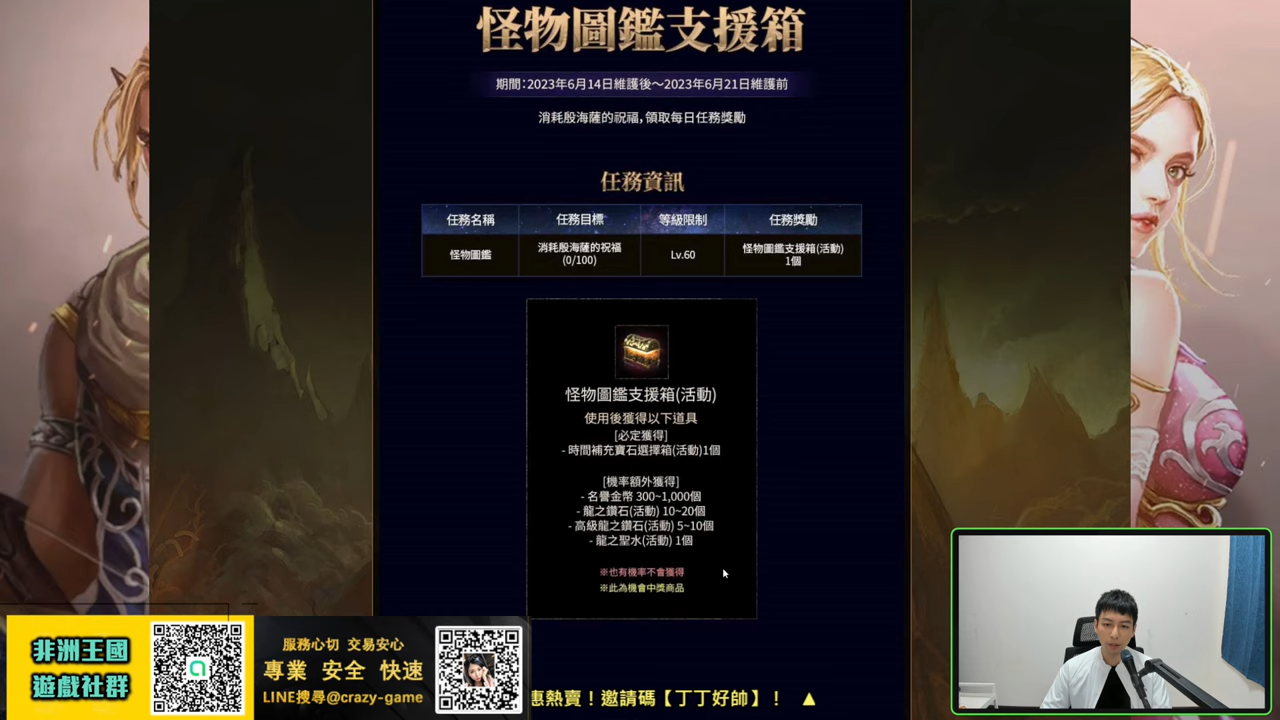 怪物圖鑑支援箱
期間:2023年6月14日維護後~2023年6月21日維護前
消耗殷海薩的祝福,領取每日任務獎勵
任務資訊
任務名稱 任務目標 等級限制 任務獎勵
怪物圖鑑 消耗殷海薩的祝福 (0/100) Lv.60 怪物圖鑑支援箱(活動) 1個
怪物圖鑑支援箱(活動)
使用後獲得以下道具
[必定獲得]
- 時間補充寶石選擇箱(活動)1個
[機率額外獲得]
- 名譽金幣 300~1,000個
- 龍之鑽石(活動) 10~20個
- 高級龍之鑽石(活動) 5~10個
- 龍之聖水(活動) 1個
※也有機率不會獲得
※此為機會中獎商品
非洲王國
遊戲社群
服務心切 交易安心
專業 安全 快速
LINE搜尋@crazy-game
惠熱賣!邀請碼【丁丁好帥】! ▲